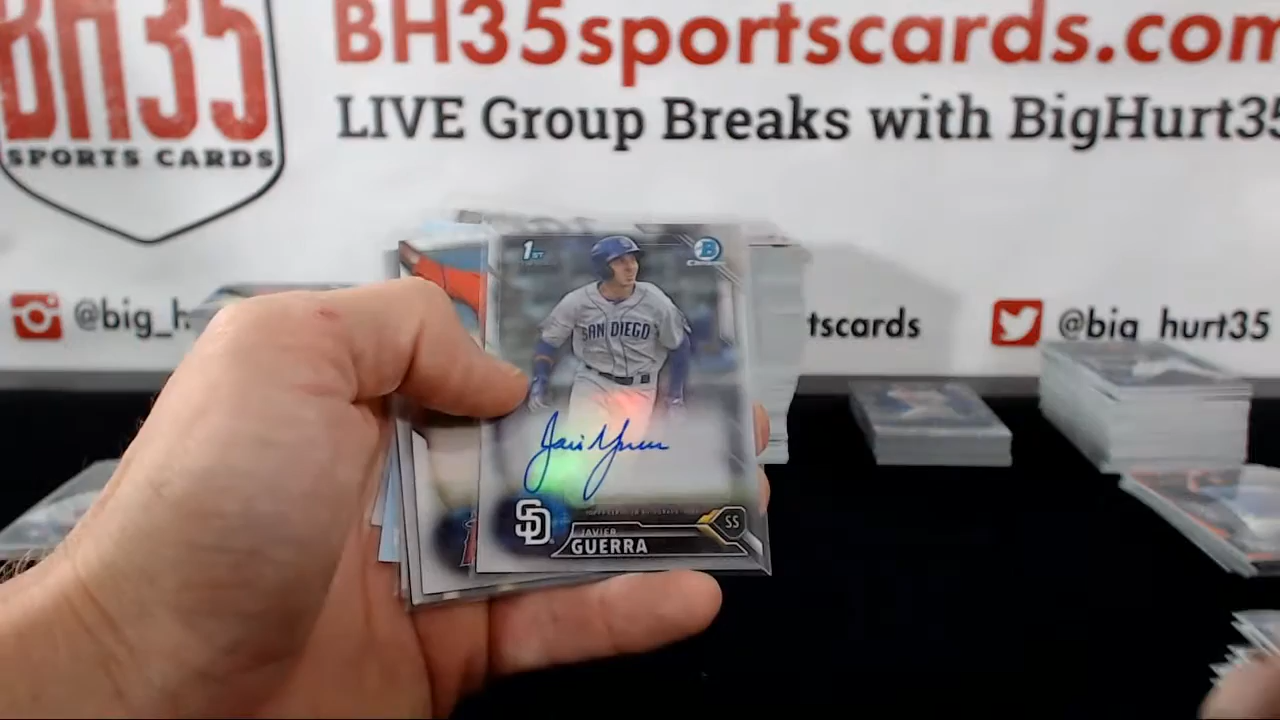 BH35
SPORTS CARDS
BH35sportscards.com
LIVE Group Breaks with BigHurt35
@big_h
tscards
@big_hurt35
1ST
B
SAN DIEGO
SD
JAVIER
GUERRA
SS